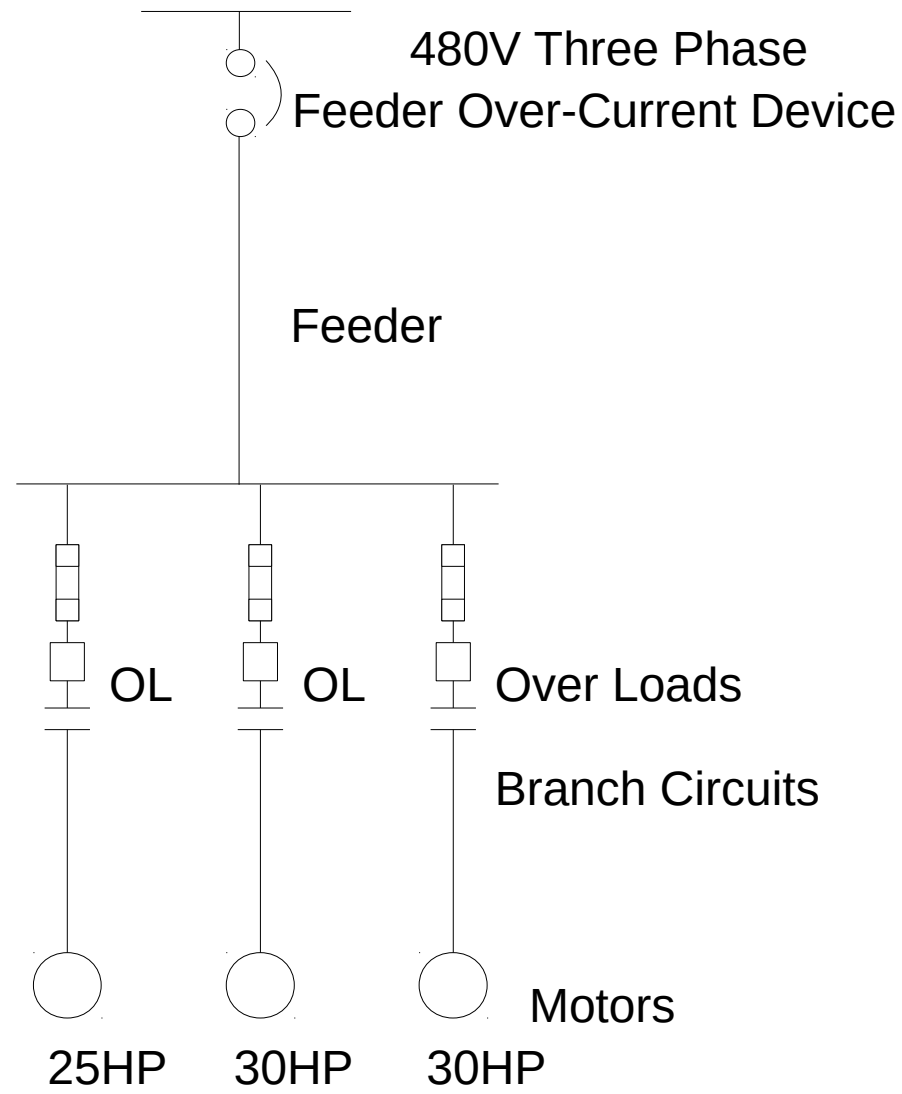 480V Three Phase
Feeder Over-Current Device
Feeder
OL OL Over Loads
Branch Circuits
Motors
25HP 30HP 30HP